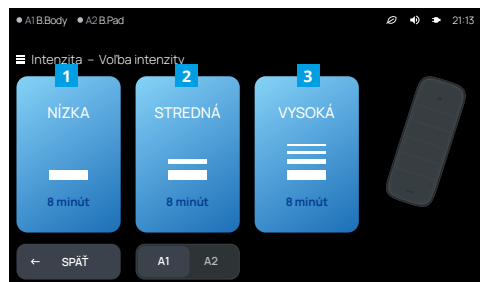 A1 B.Body A2 B.Pad 21:13
Intenzita – Voľba intenzity
1 2 3
NÍZKA STREDNÁ VYSOKÁ
8 minút 8 minút 8 minút
← SPÄŤ A1 A2